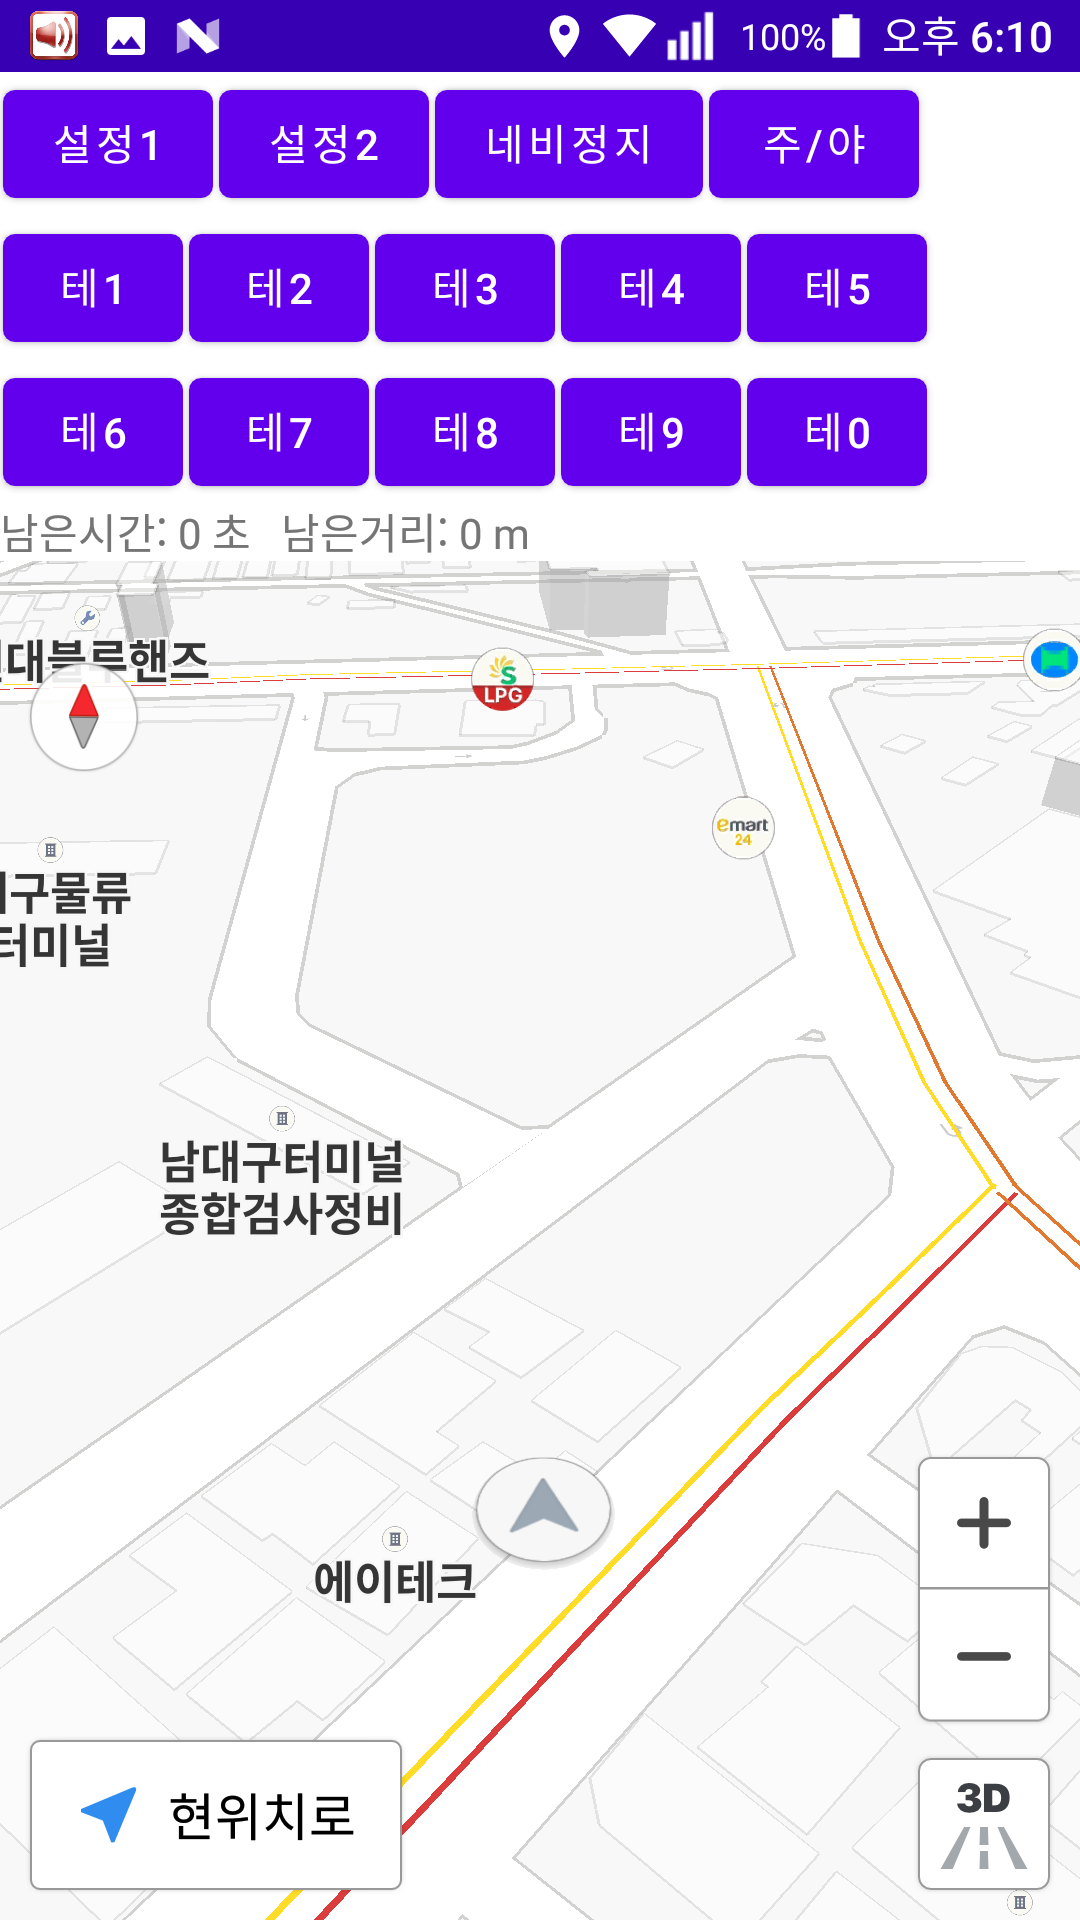 100% 오후 6:10
설정1 설정2 네비정지 주/야
테1 테2 테3 테4 테5
테6 테7 테8 테9 테0
남은시간: 0 초 남은거리: 0 m
대블루핸즈
S
LPG
emart
24
구물류
터미널
남대구터미널
종합검사정비
에이테크
+
−
현위치로
3D